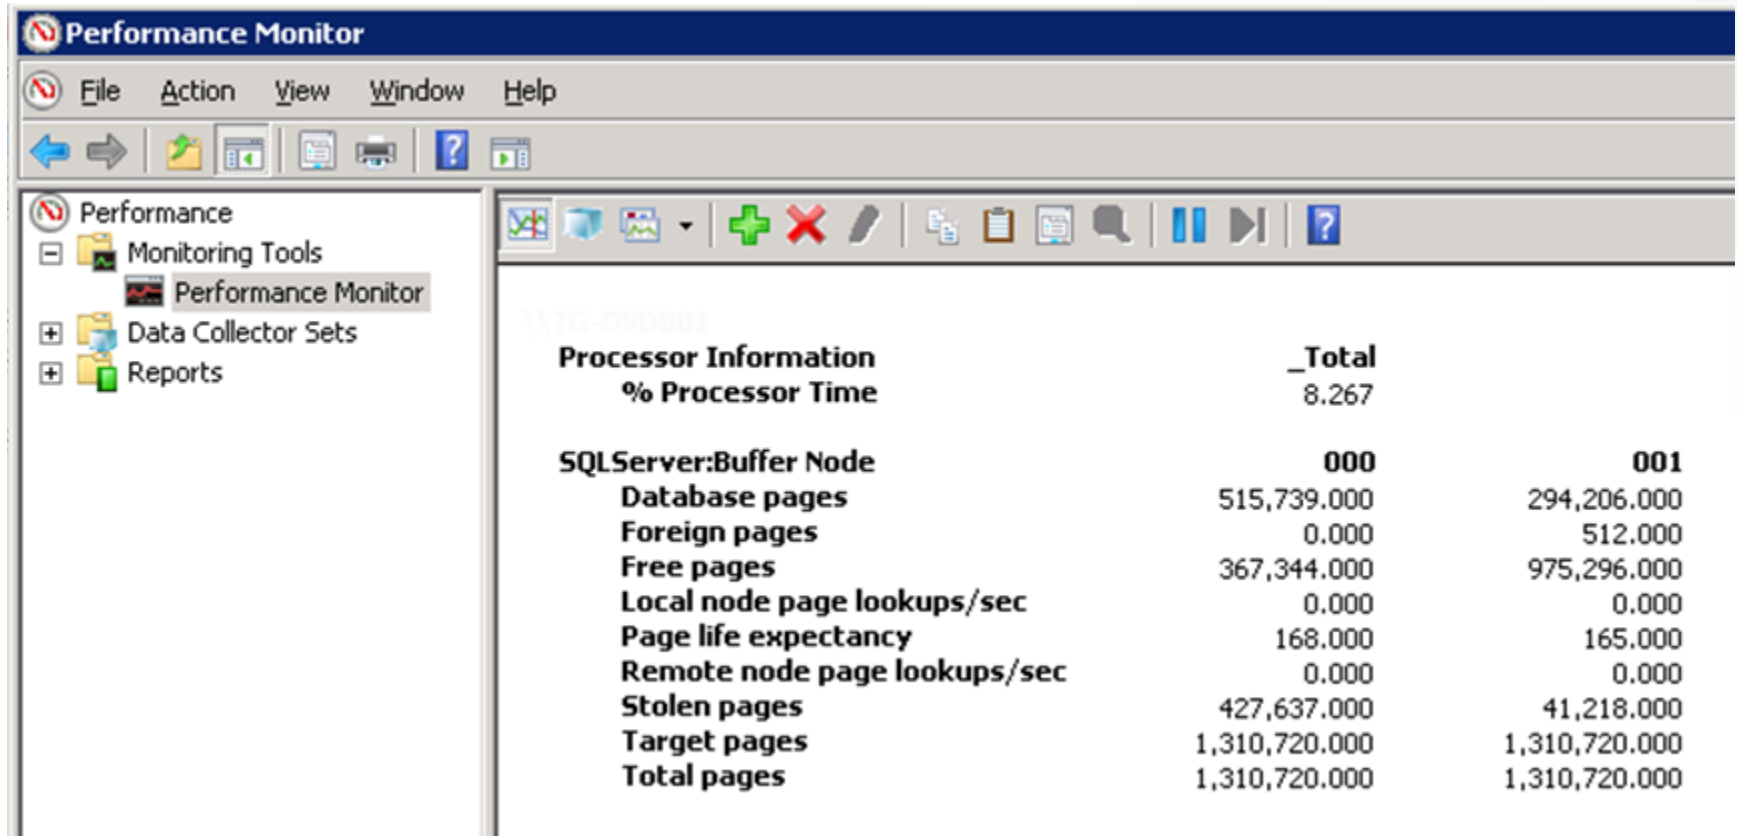 Performance Monitor
File Action View Window Help
Performance
Monitoring Tools
Performance Monitor
Data Collector Sets
Reports
Processor Information _Total
% Processor Time 8.267
SQLServer:Buffer Node 000 001
Database pages 515,739.000 294,206.000
Foreign pages 0.000 512.000
Free pages 367,344.000 975,296.000
Local node page lookups/sec 0.000 0.000
Page life expectancy 168.000 165.000
Remote node page lookups/sec 0.000 0.000
Stolen pages 427,637.000 41,218.000
Target pages 1,310,720.000 1,310,720.000
Total pages 1,310,720.000 1,310,720.000